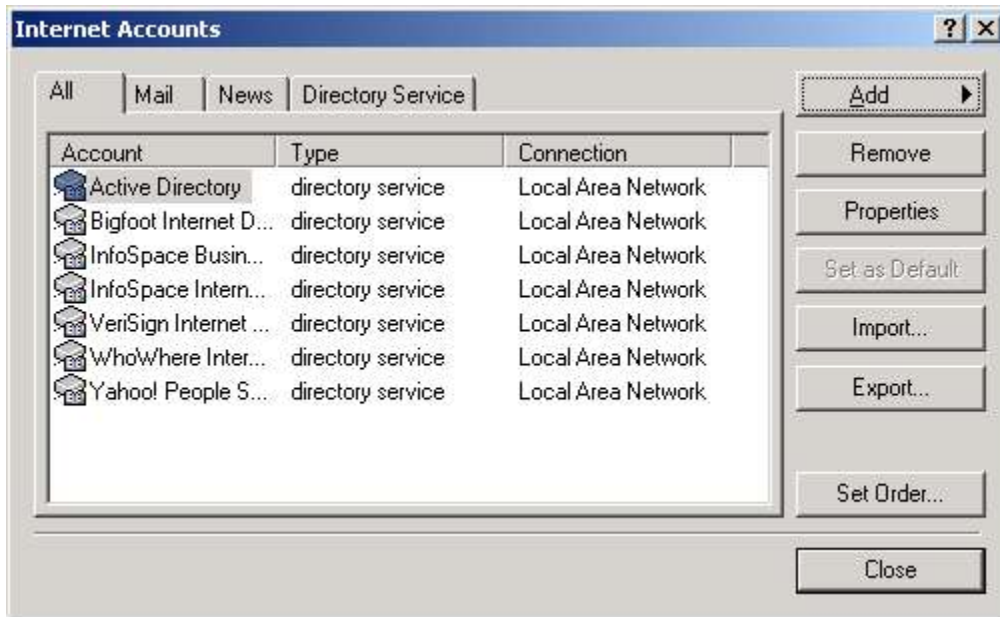 Internet Accounts
All Mail News Directory Service
Add
Remove
Properties
Set as Default
Import...
Export...
Set Order...
Close
Account Type Connection
Active Directory directory service Local Area Network
Bigfoot Internet D... directory service Local Area Network
InfoSpace Busin... directory service Local Area Network
InfoSpace Intern... directory service Local Area Network
VeriSign Internet ... directory service Local Area Network
WhoWhere Inter... directory service Local Area Network
Yahoo! People S... directory service Local Area Network